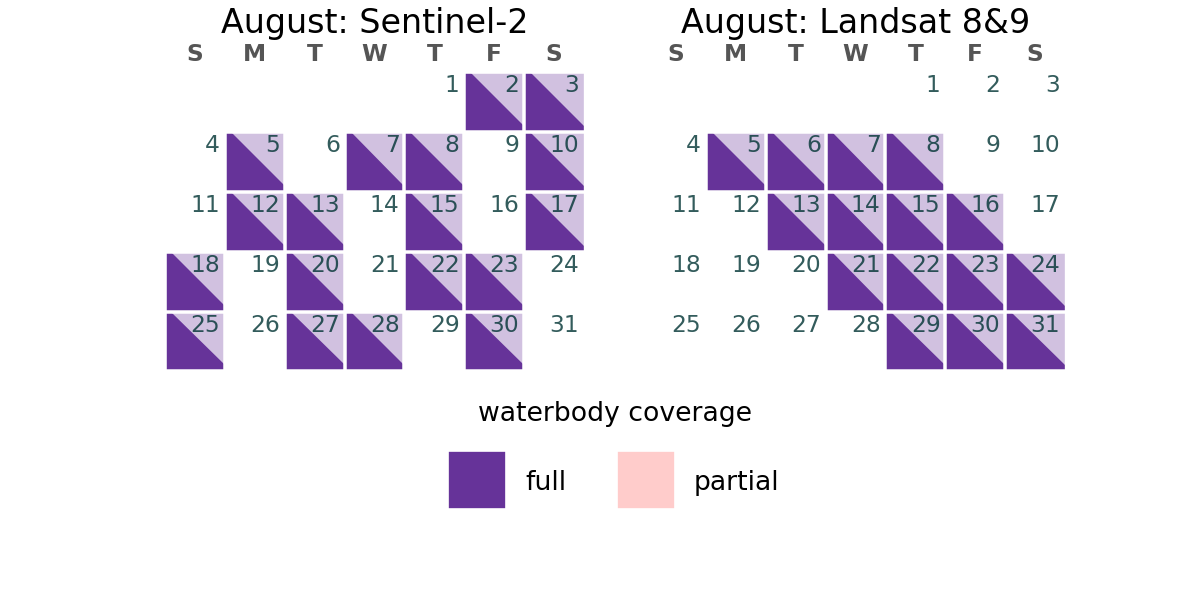 August: Sentinel-2
S M T W T F S
1 2 3
4 5 6 7 8 9 10
11 12 13 14 15 16 17
18 19 20 21 22 23 24
25 26 27 28 29 30 31
August: Landsat 8&9
S M T W T F S
1 2 3
4 5 6 7 8 9 10
11 12 13 14 15 16 17
18 19 20 21 22 23 24
25 26 27 28 29 30 31
waterbody coverage
full
partial